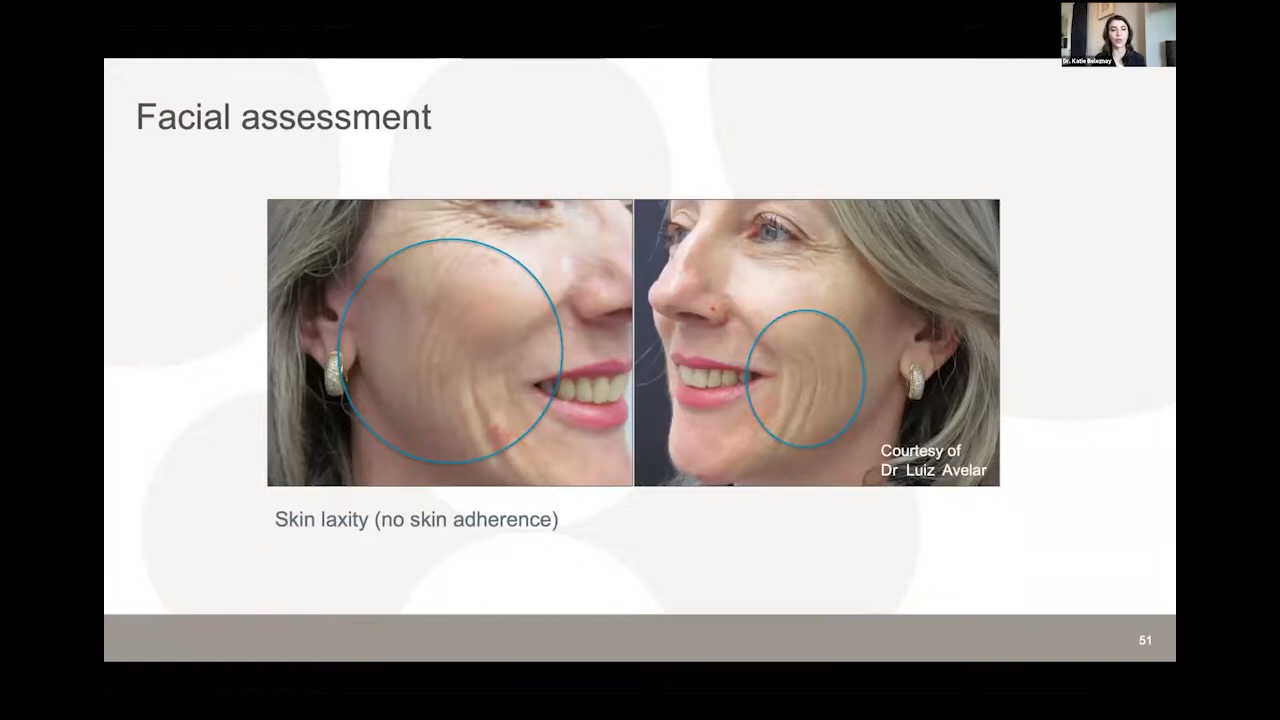 Dr. Katie Beleznay
Facial assessment
Courtesy of
Dr Luiz Avelar
Skin laxity (no skin adherence)
51